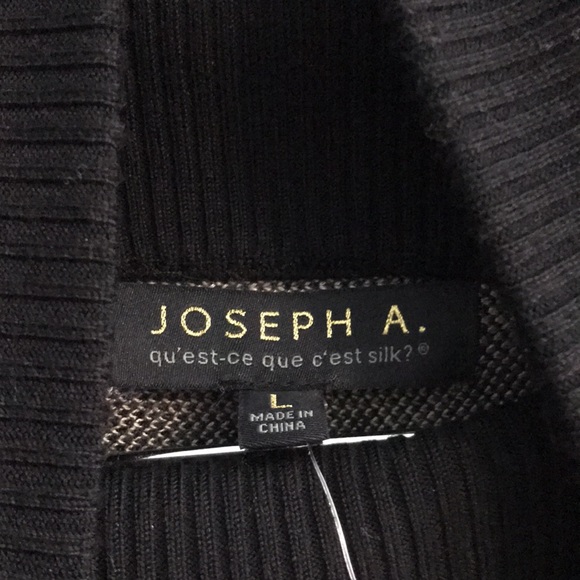 JOSEPH A.
qu'est-ce que c'est silk?®
L
MADE IN
CHINA